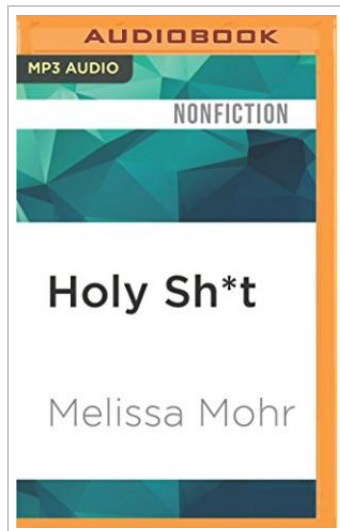 AUDIOBOOK
MP3 AUDIO
NONFICTION
Holy Sh*t
Melissa Mohr